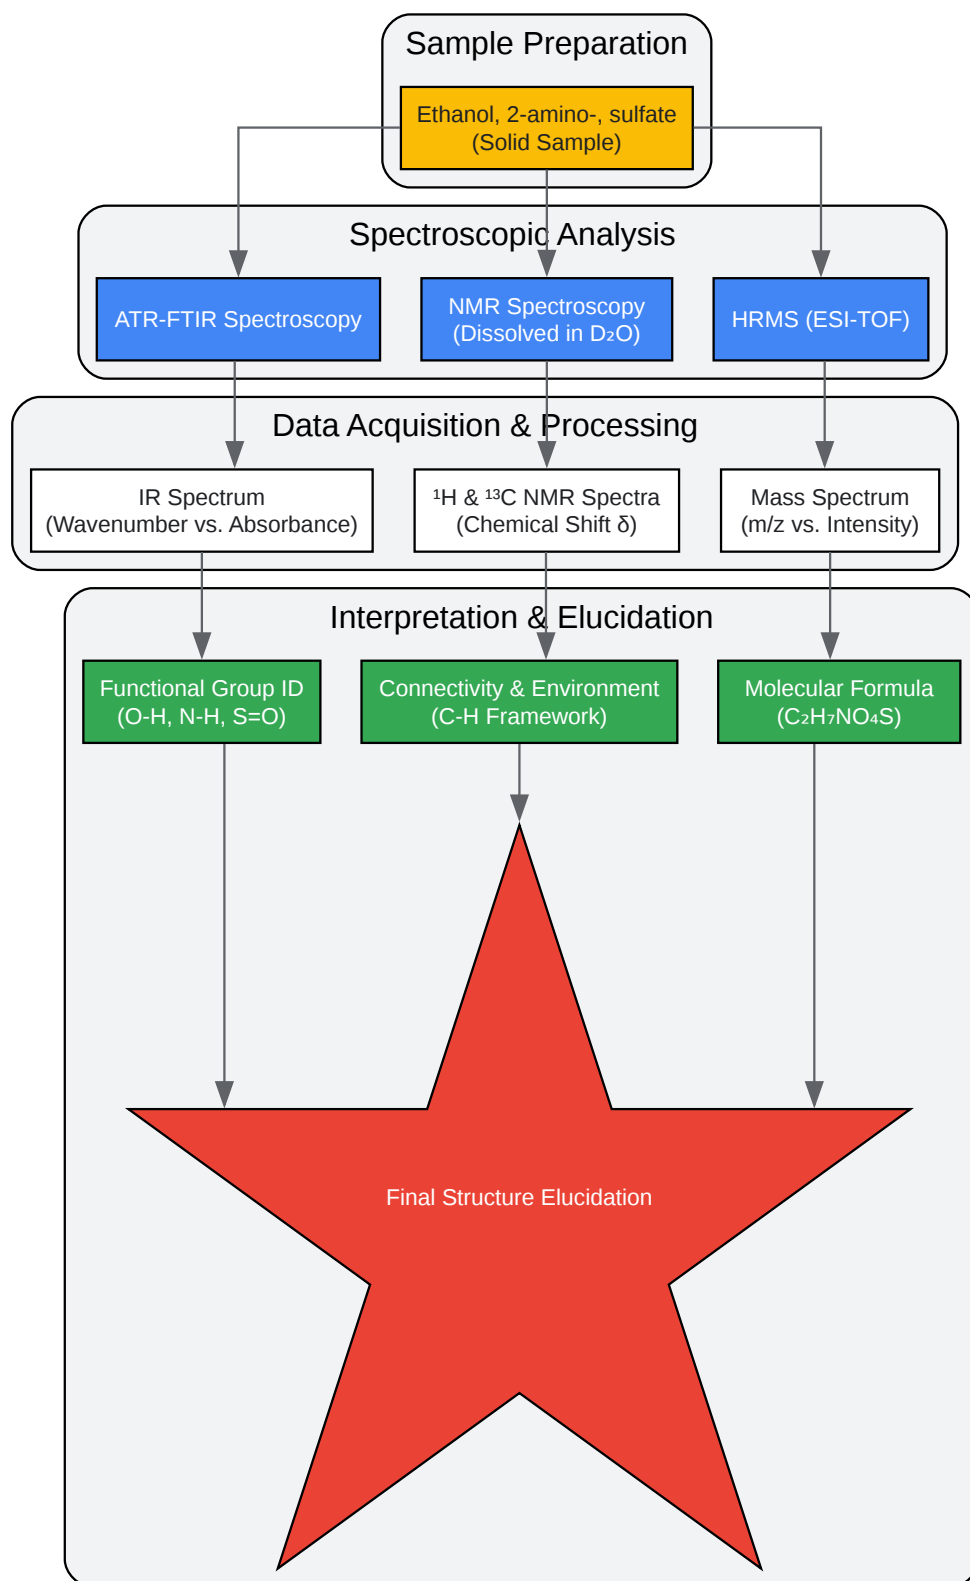 Sample Preparation
Ethanol, 2-amino-, sulfate
(Solid Sample)
Spectroscopic Analysis
ATR-FTIR Spectroscopy
NMR Spectroscopy
(Dissolved in D₂O)
HRMS (ESI-TOF)
Data Acquisition & Processing
IR Spectrum
(Wavenumber vs. Absorbance)
¹H & ¹³C NMR Spectra
(Chemical Shift δ)
Mass Spectrum
(m/z vs. Intensity)
Interpretation & Elucidation
Functional Group ID
(O-H, N-H, S=O)
Connectivity & Environment
(C-H Framework)
Molecular Formula
(C₂H₇NO₄S)
Final Structure Elucidation